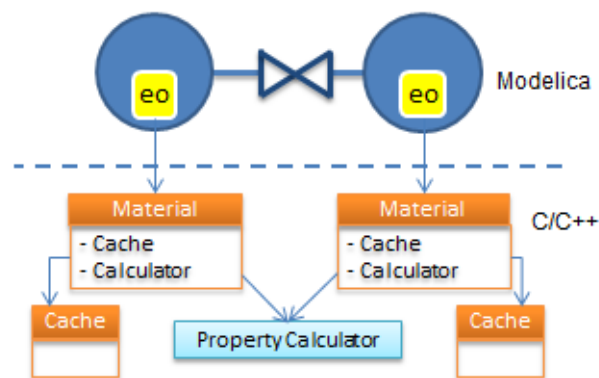 eo
eo
Modelica
Material
- Cache
- Calculator
Material
- Cache
- Calculator
C/C++
Cache
Property Calculator
Cache